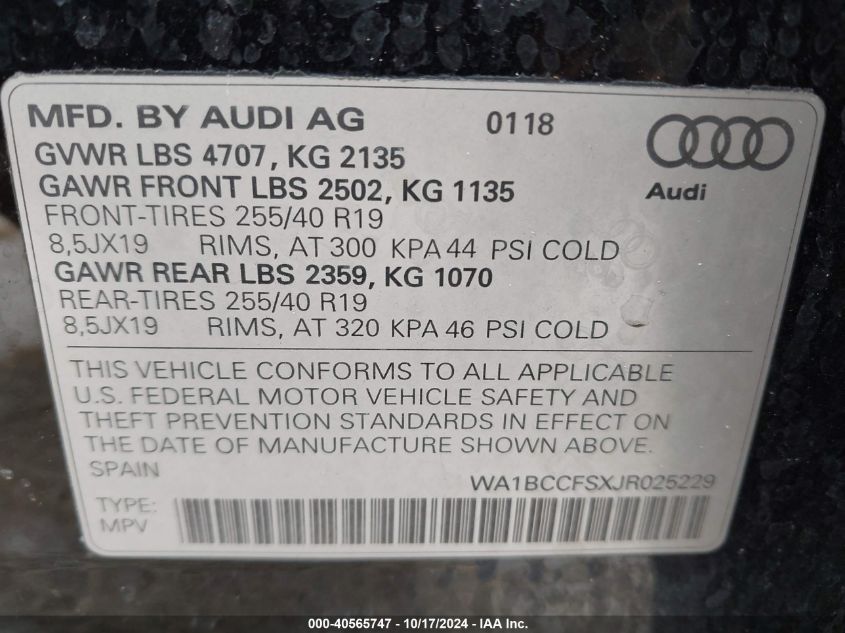 MFD. BY AUDI AG 0118
GVWR LBS 4707, KG 2135
GAWR FRONT LBS 2502, KG 1135
Audi
FRONT-TIRES 255/40 R19
8,5JX19 RIMS, AT 300 KPA 44 PSI COLD
GAWR REAR LBS 2359, KG 1070
REAR-TIRES 255/40 R19
8,5JX19 RIMS, AT 320 KPA 46 PSI COLD
THIS VEHICLE CONFORMS TO ALL APPLICABLE
U.S. FEDERAL MOTOR VEHICLE SAFETY AND
THEFT PREVENTION STANDARDS IN EFFECT ON
THE DATE OF MANUFACTURE SHOWN ABOVE.
SPAIN
WA1BCCFSXJR025229
TYPE:
MPV
000-40565747 - 10/17/2024 - IAA Inc.